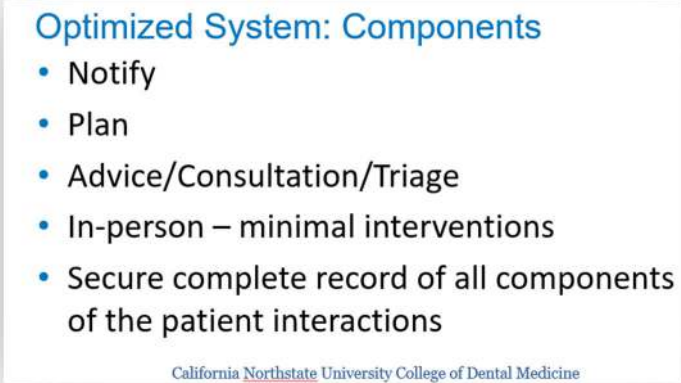 Optimized System: Components
• Notify
• Plan
• Advice/Consultation/Triage
• In-person – minimal interventions
• Secure complete record of all components
of the patient interactions
California Northstate University College of Dental Medicine